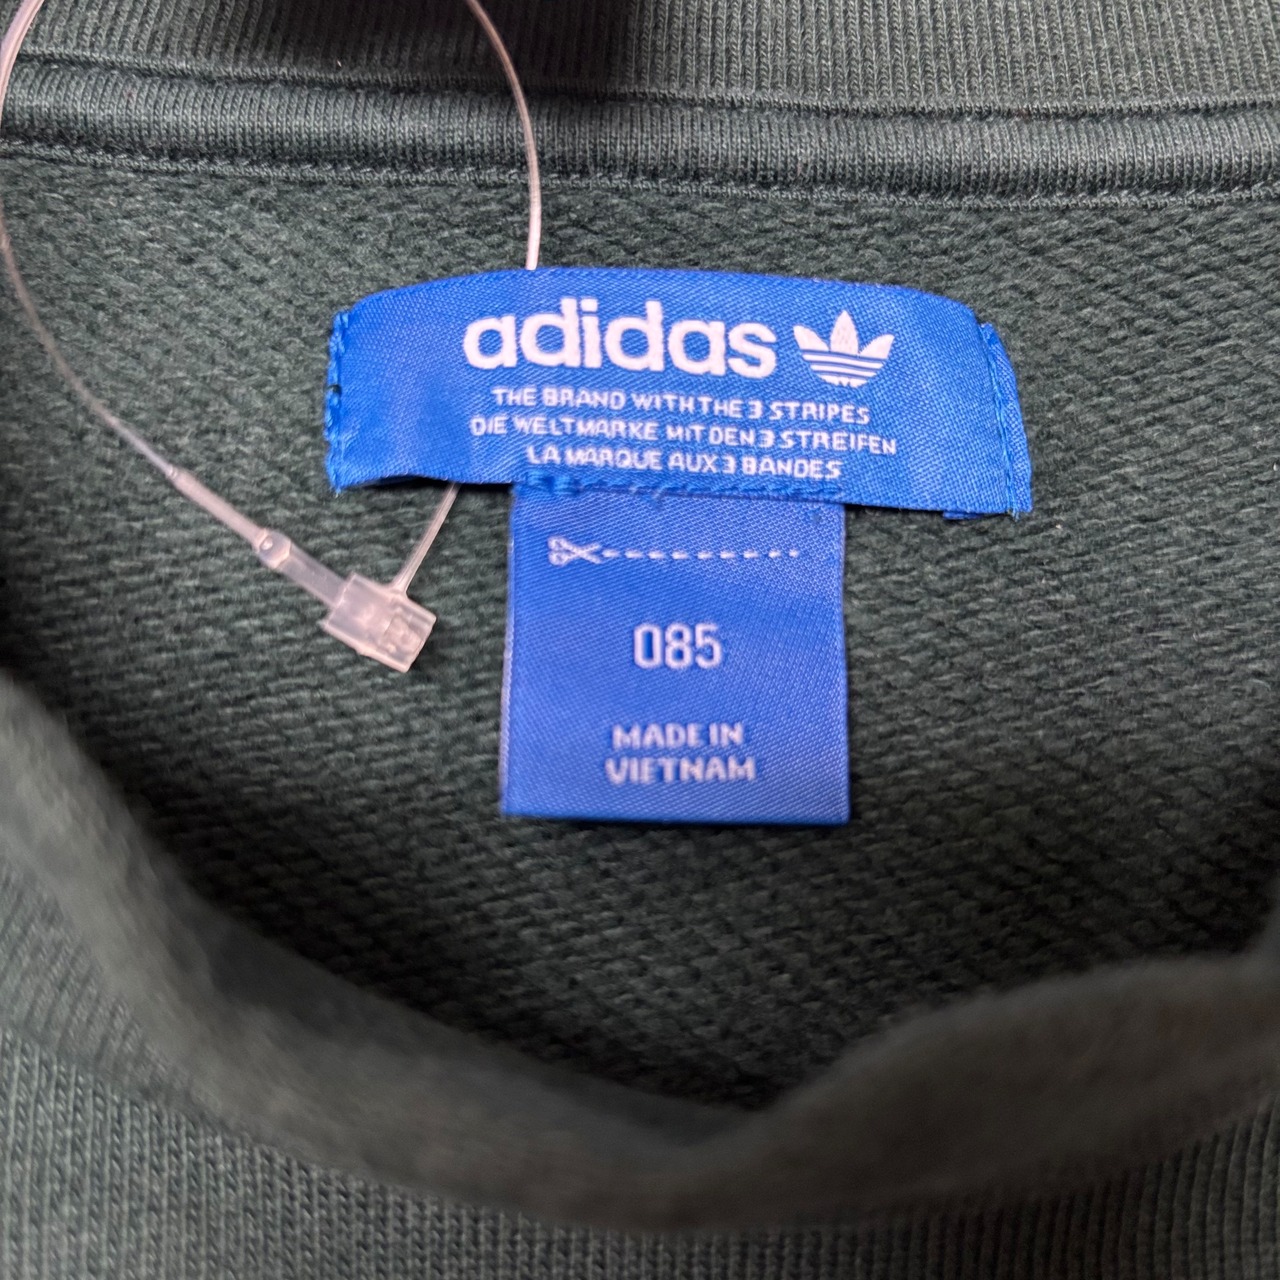 adidas
THE BRAND WITH THE 3 STRIPES
DIE WELTMARKE MIT DEN 3 STREIFEN
LA MARQUE AUX 3 BANDES
085
MADE IN
VIETNAM